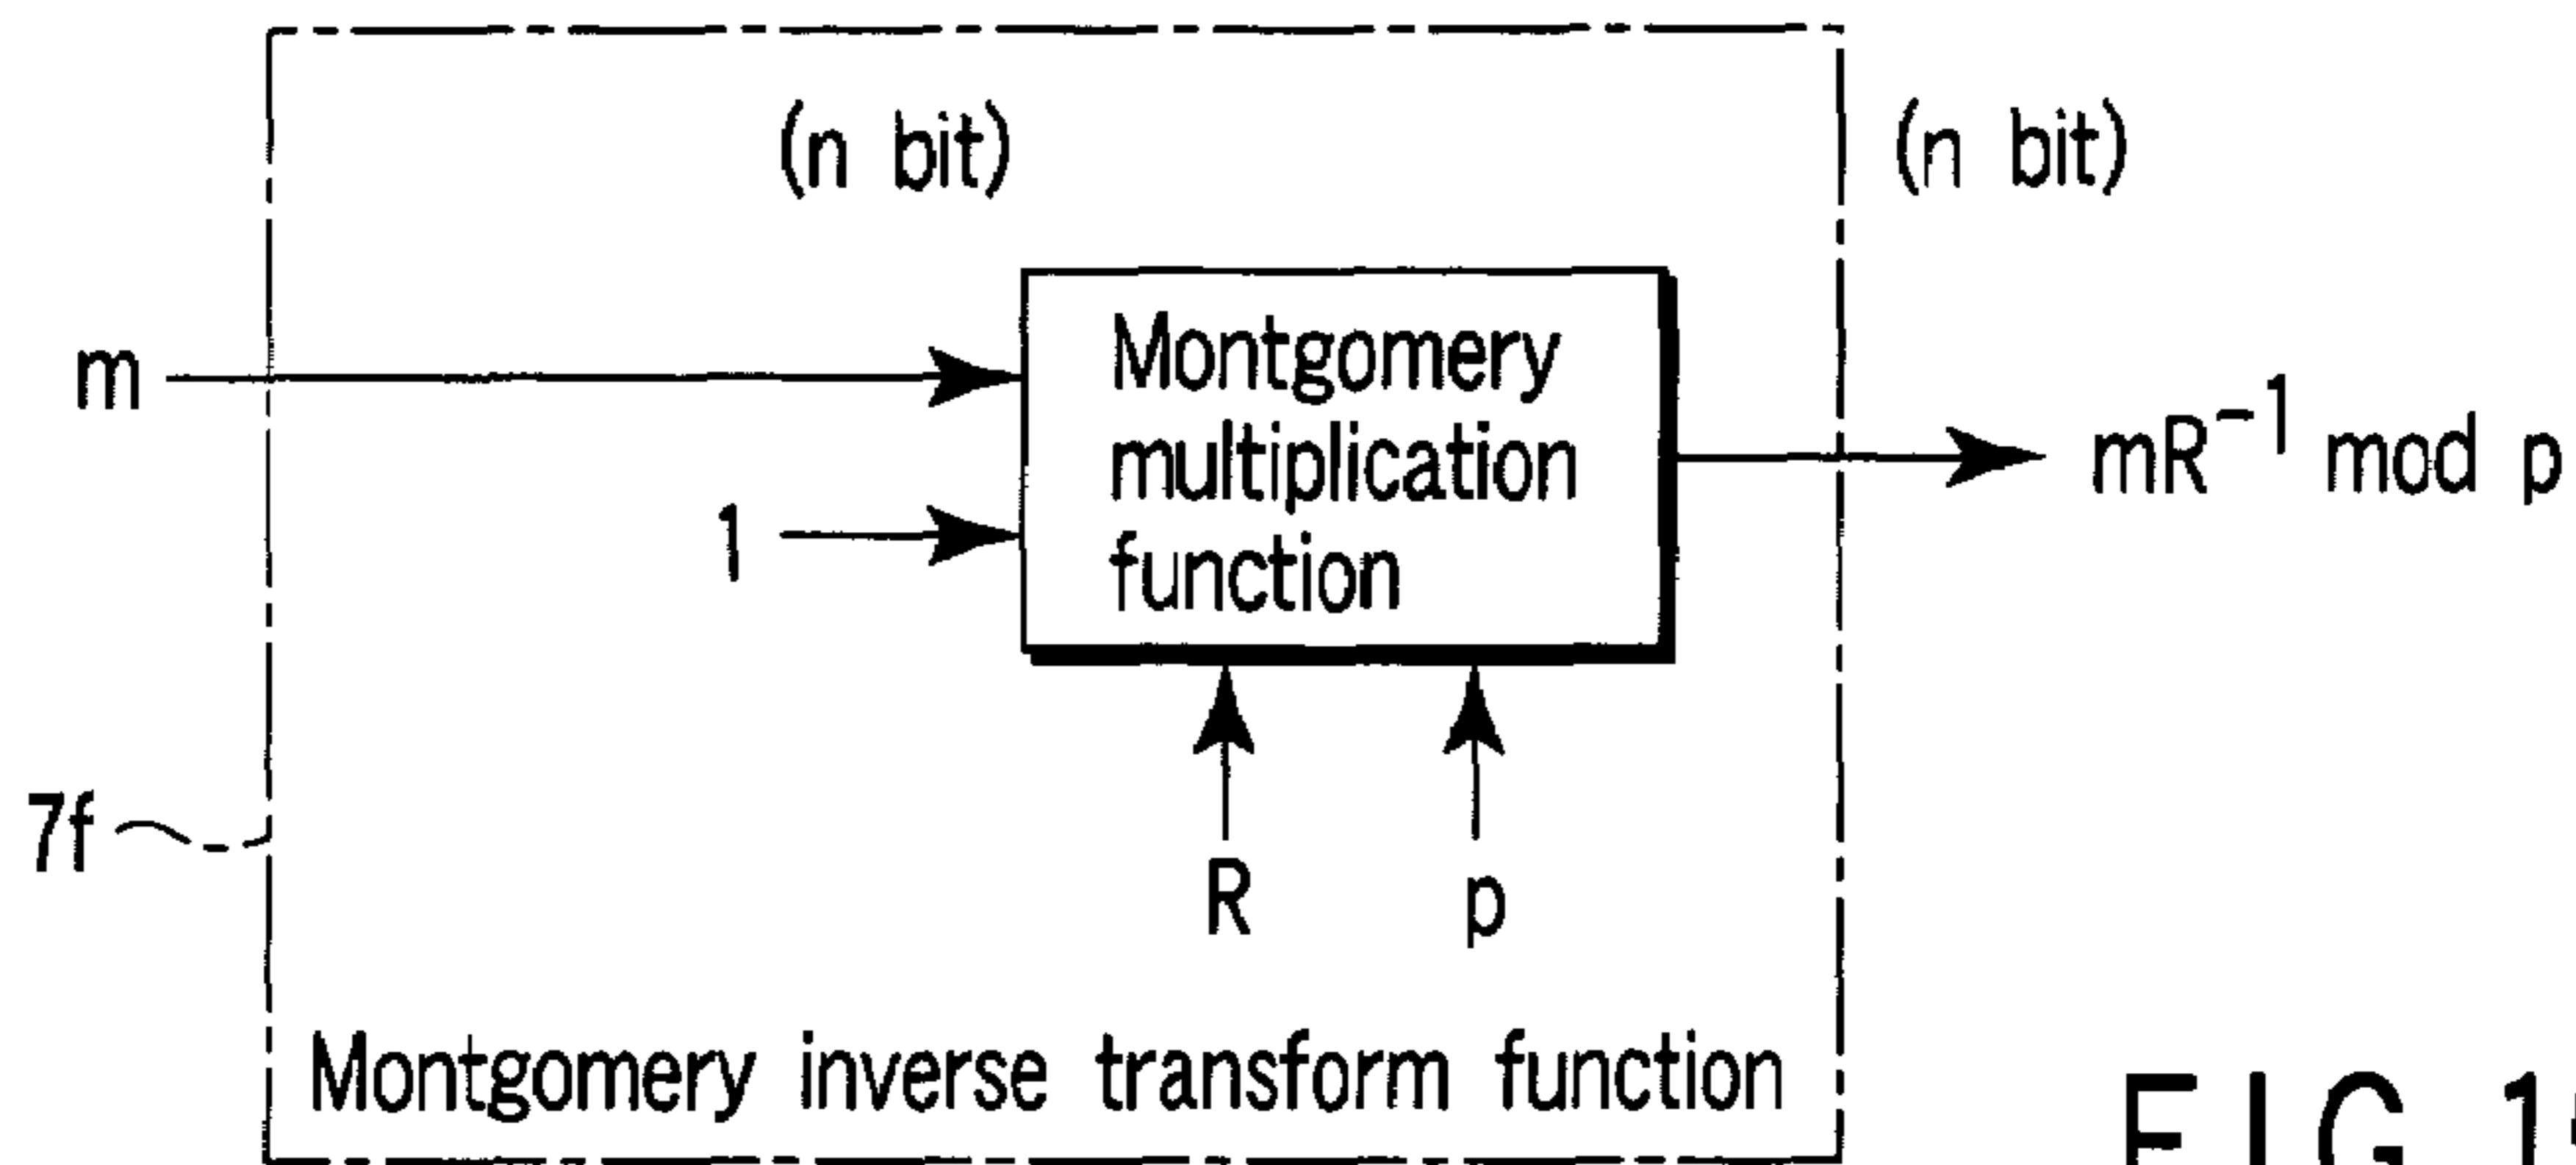 (n bit)
(n bit)
m
1
Montgomery
multiplication
function
mR⁻¹ mod p
7f
R
p
Montgomery inverse transform function